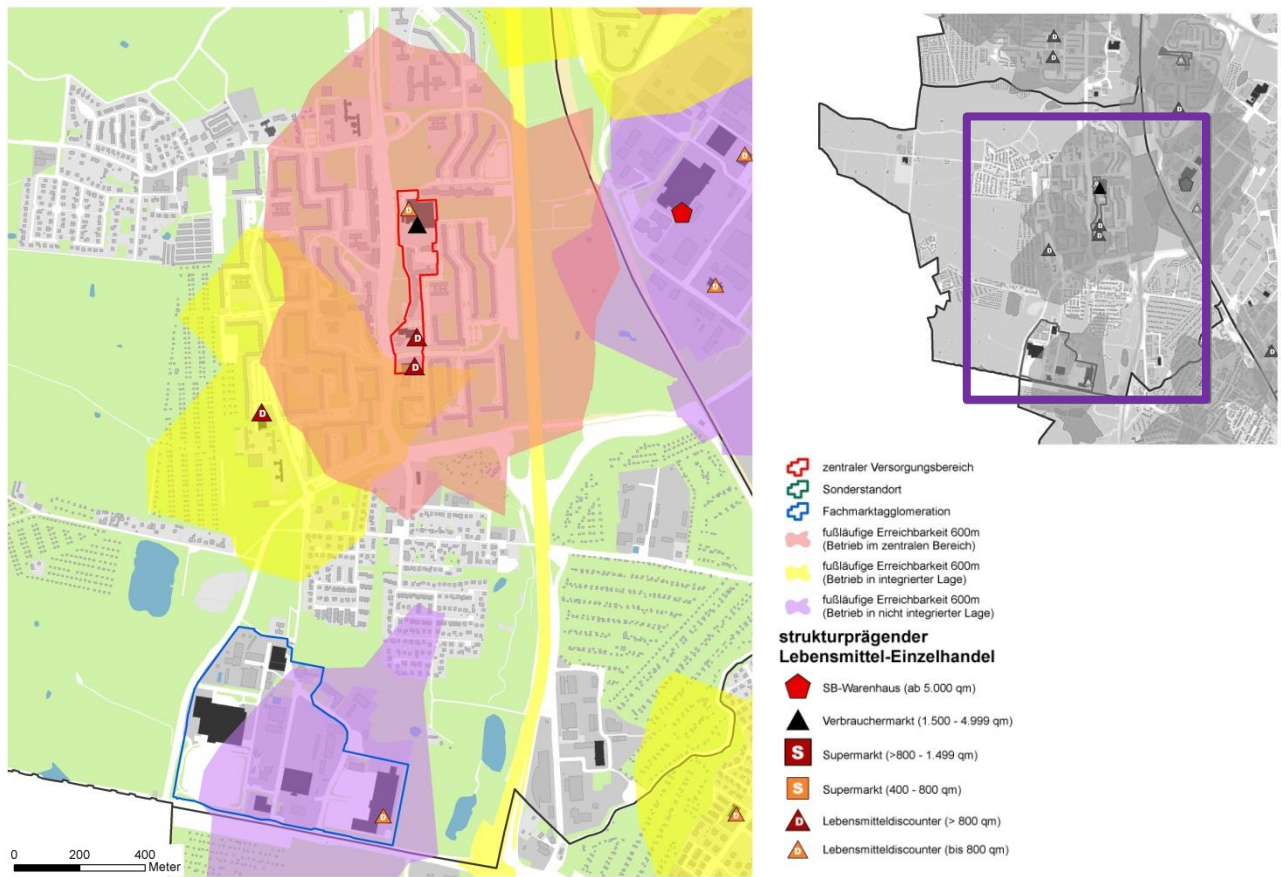 D
D
D
D
D
D
D
D
0 200 400
Meter
D
D
D
D
D
D
D
D
zentraler Versorgungsbereich
Sonderstandort
Fachmarktagglomeration
fußläufige Erreichbarkeit 600m
(Betrieb im zentralen Bereich)
fußläufige Erreichbarkeit 600m
(Betrieb in integrierter Lage)
fußläufige Erreichbarkeit 600m
(Betrieb in nicht integrierter Lage)
strukturprägender
Lebensmittel-Einzelhandel
SB-Warenhaus (ab 5.000 qm)
Verbrauchermarkt (1.500 - 4.999 qm)
S Supermarkt (>800 - 1.499 qm)
S Supermarkt (400 - 800 qm)
D Lebensmitteldiscounter (> 800 qm)
D Lebensmitteldiscounter (bis 800 qm)